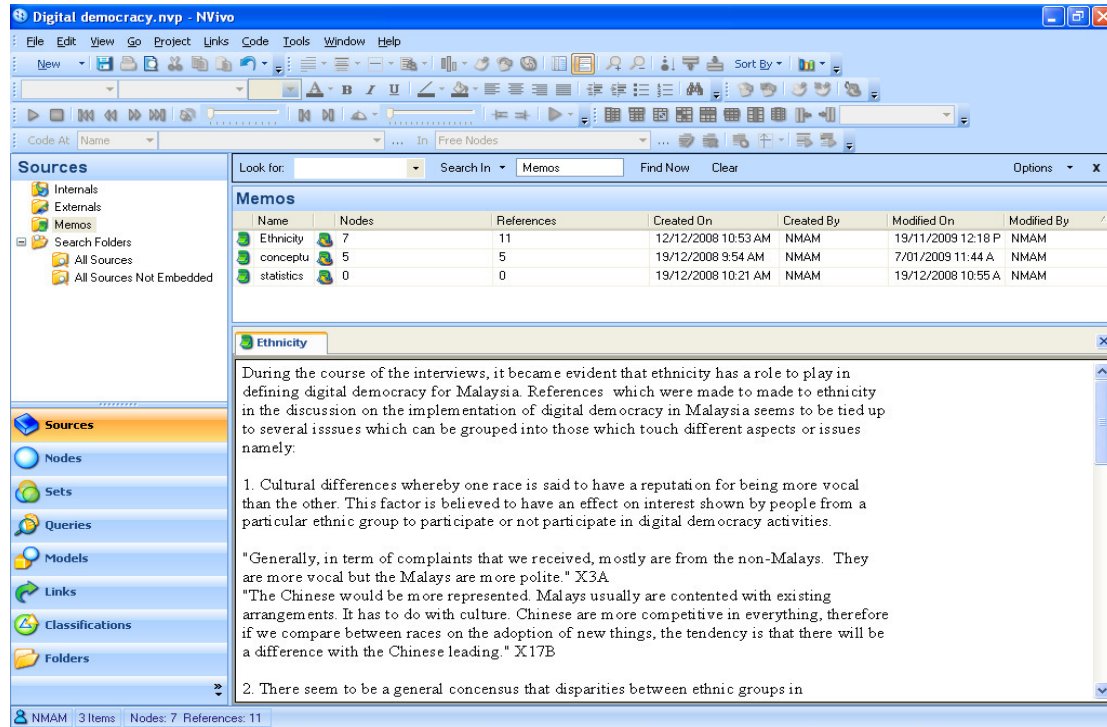 Digital democracy.nvp - NVivo
File Edit View Go Project Links Code Tools Window Help
New Sort By
B I U
Code At Name ... In Free Nodes ...
Sources
Internals
Externals
Memos
Search Folders
All Sources
All Sources Not Embedded
Sources
Nodes
Sets
Queries
Models
Links
Classifications
Folders
Look for: Search In Memos Find Now Clear Options x
Memos
Name Nodes References Created On Created By Modified On Modified By
Ethnicity 7 11 12/12/2008 10:53 AM NMAM 19/11/2009 12:18 P NMAM
conceptu 5 5 19/12/2008 9:54 AM NMAM 7/01/2009 11:44 A NMAM
statistics 0 0 19/12/2008 10:21 AM NMAM 19/12/2008 10:55 A NMAM
Ethnicity
During the course of the interviews, it became evident that ethnicity has a role to play in
defining digital democracy for Malaysia. References which were made to made to ethnicity
in the discussion on the implementation of digital democracy in Malaysia seems to be tied up
to several isssues which can be grouped into those which touch different aspects or issues
namely:
1. Cultural differences whereby one race is said to have a reputation for being more vocal
than the other. This factor is believed to have an effect on interest shown by people from a
particular ethnic group to participate or not participate in digital democracy activities.
"Generally, in term of complaints that we received, mostly are from the non-Malays. They
are more vocal but the Malays are more polite." X3A
"The Chinese would be more represented. Malays usually are contented with existing
arrangements. It has to do with culture. Chinese are more competitive in everything, therefore
if we compare between races on the adoption of new things, the tendency is that there will be
a difference with the Chinese leading." X17B
2. There seem to be a general concensus that disparities between ethnic groups in
NMAM 3 Items Nodes: 7 References: 11